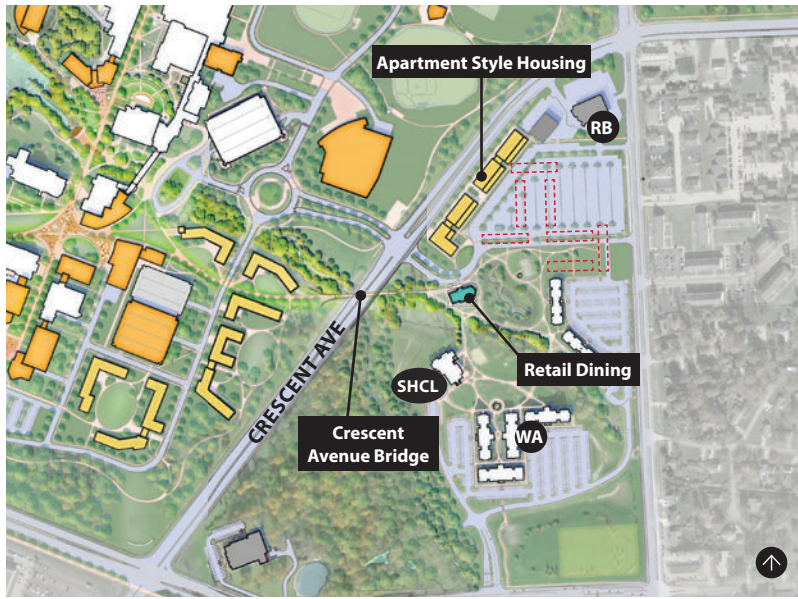 Apartment Style Housing
RB
CRESCENT AVE
Retail Dining
SHCL
Crescent
Avenue Bridge
WA